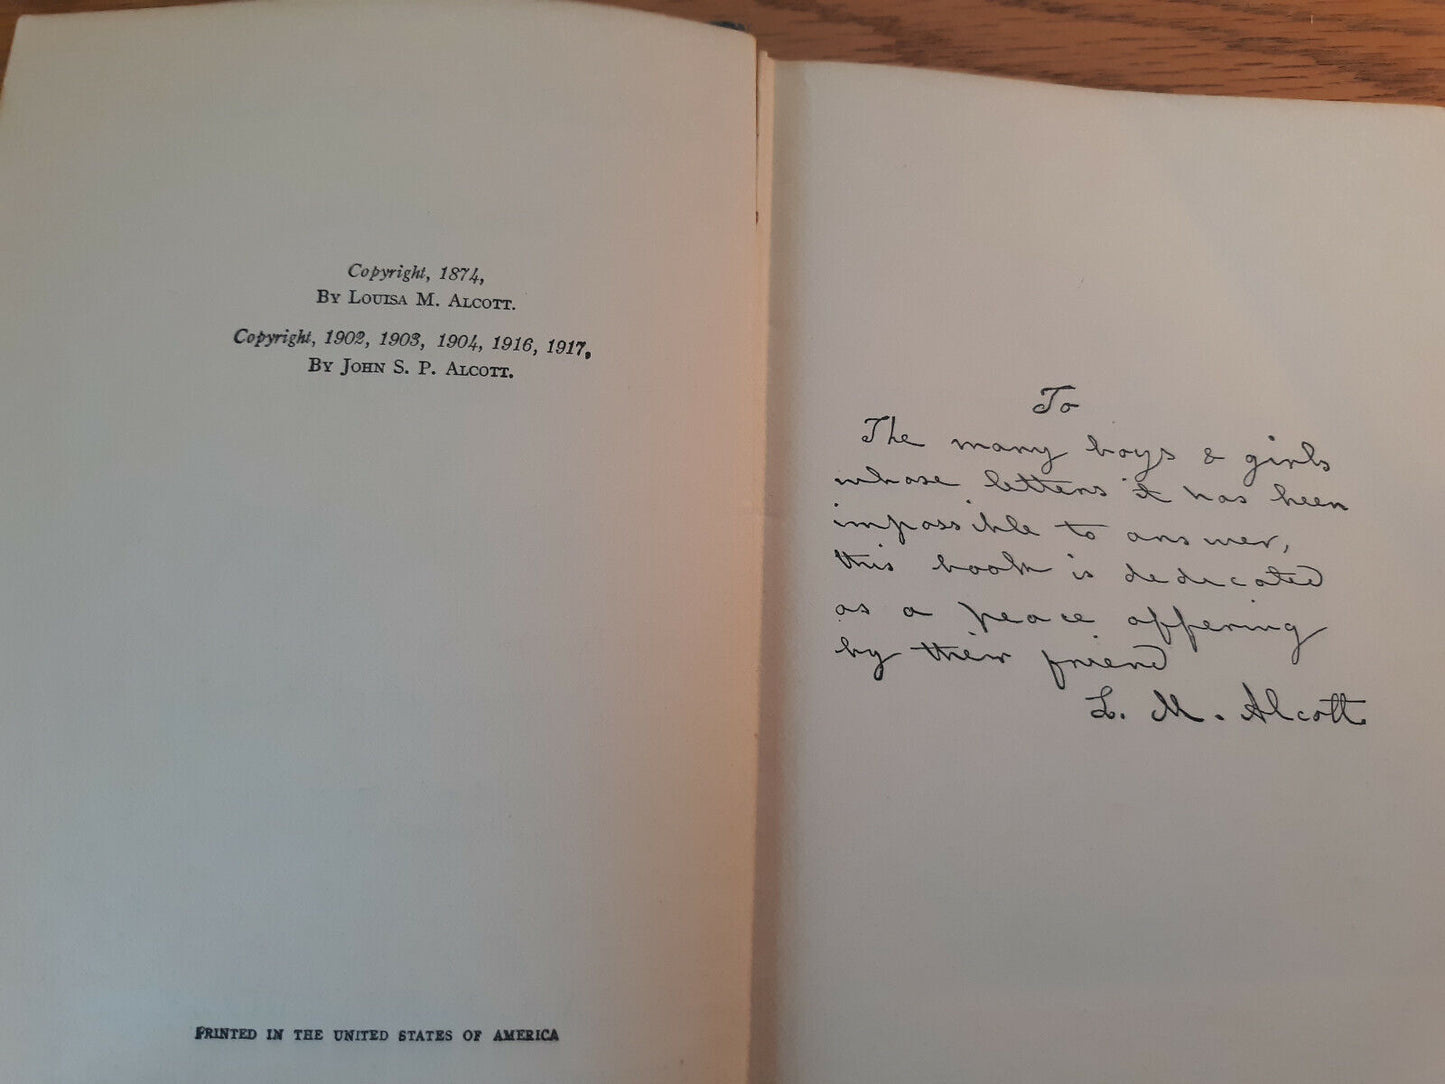 Copyright, 1874,
By Louisa M. Alcott.
Copyright, 1902, 1903, 1904, 1916, 1917,
By John S. P. Alcott.
PRINTED IN THE UNITED STATES OF AMERICA
To
The many boys & girls
whose letters it has been
impossible to answer,
this book is dedicated
as a peace offering
by their friend
L. M. Alcott